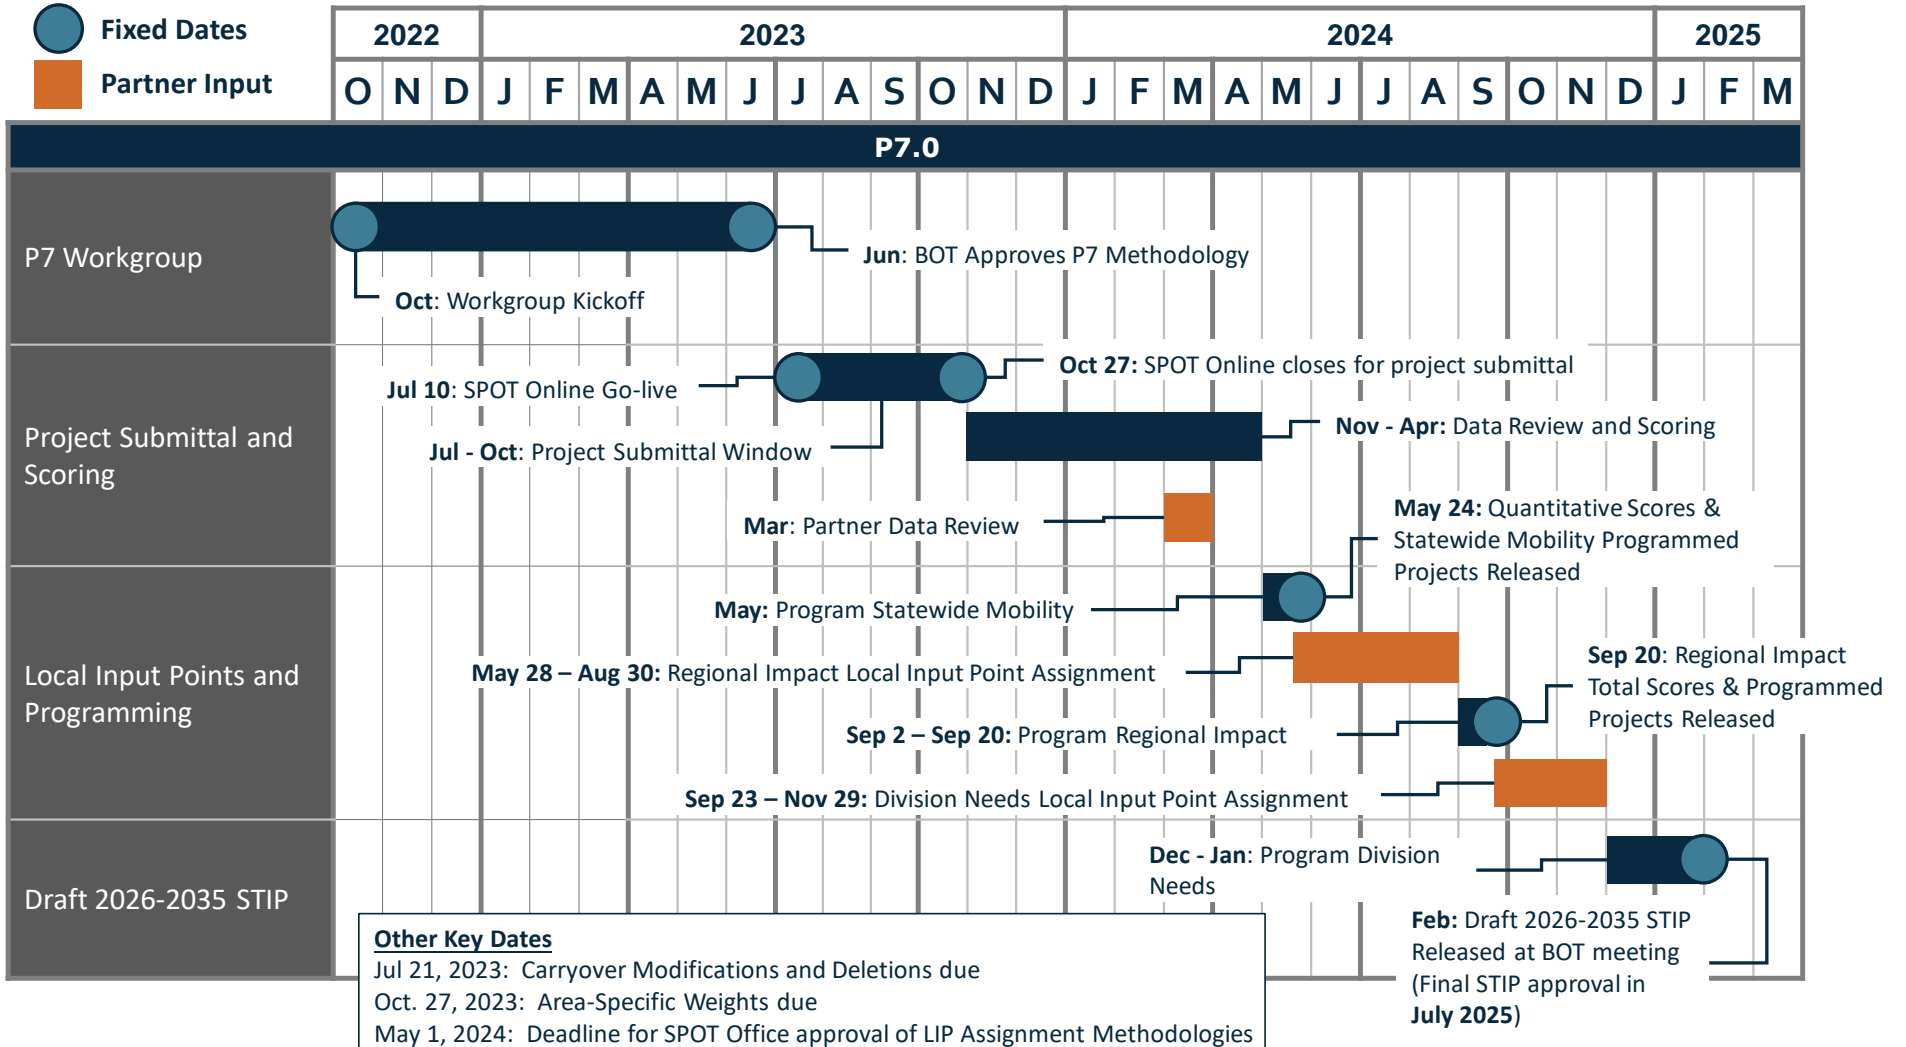 Fixed Dates
Partner Input
2022 2023 2024 2025
O N D J F M A M J J A S O N D J F M A M J J A S O N D J F M
P7.0
P7 Workgroup
Jun: BOT Approves P7 Methodology
Oct: Workgroup Kickoff
Project Submittal and
Scoring
Oct 27: SPOT Online closes for project submittal
Jul 10: SPOT Online Go-live
Nov - Apr: Data Review and Scoring
Jul - Oct: Project Submittal Window
Mar: Partner Data Review
May 24: Quantitative Scores &
Statewide Mobility Programmed
Projects Released
Local Input Points and
Programming
May: Program Statewide Mobility
May 28 – Aug 30: Regional Impact Local Input Point Assignment
Sep 20: Regional Impact
Total Scores & Programmed
Projects Released
Sep 2 – Sep 20: Program Regional Impact
Sep 23 – Nov 29: Division Needs Local Input Point Assignment
Draft 2026-2035 STIP
Dec - Jan: Program Division
Needs
Feb: Draft 2026-2035 STIP
Released at BOT meeting
(Final STIP approval in
July 2025)
Other Key Dates
Jul 21, 2023: Carryover Modifications and Deletions due
Oct. 27, 2023: Area-Specific Weights due
May 1, 2024: Deadline for SPOT Office approval of LIP Assignment Methodologies